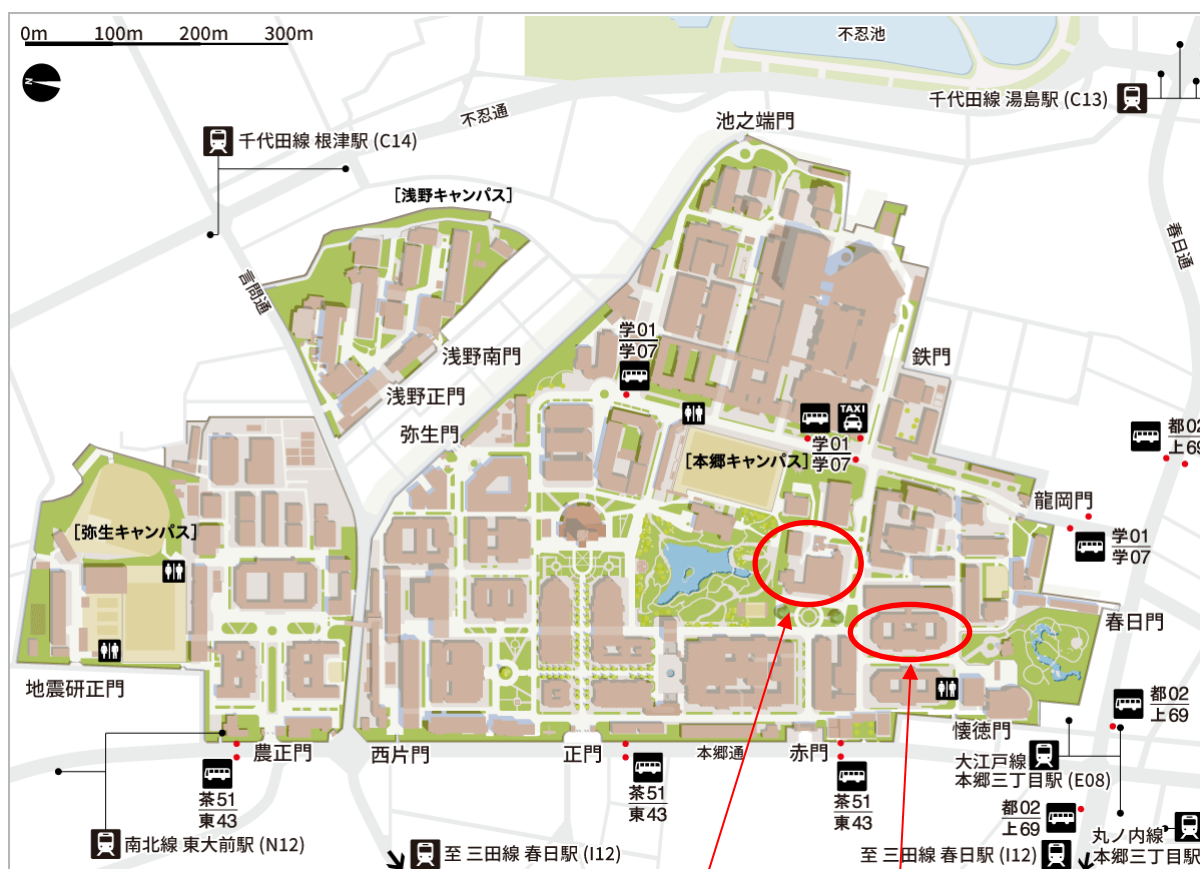 0m 100m 200m 300m
N
不忍池
千代田線 湯島駅 (C13)
不忍通
池之端門
千代田線 根津駅 (C14)
[浅野キャンパス]
春日通
言問通
学01
学07
浅野南門
鉄門
浅野正門
TAXI
弥生門
都02
上69
[本郷キャンパス]
学01
学07
龍岡門
[弥生キャンパス]
学01
学07
春日門
地震研正門
都02
上69
懐徳門
農正門
西片門
正門
本郷通
赤門
大江戸線
本郷三丁目駅 (E08)
茶51
東43
茶51
東43
茶51
東43
都02
上69
南北線 東大前駅 (N12)
至 三田線 春日駅 (I12)
至 三田線 春日駅 (I12)
丸ノ内線
本郷三丁目駅